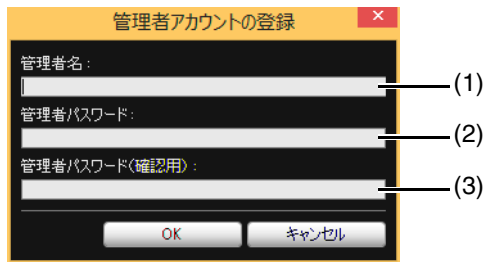 管理者アカウントの登録
管理者名：
(1)
管理者パスワード：
(2)
管理者パスワード(確認用)：
(3)
OK キャンセル